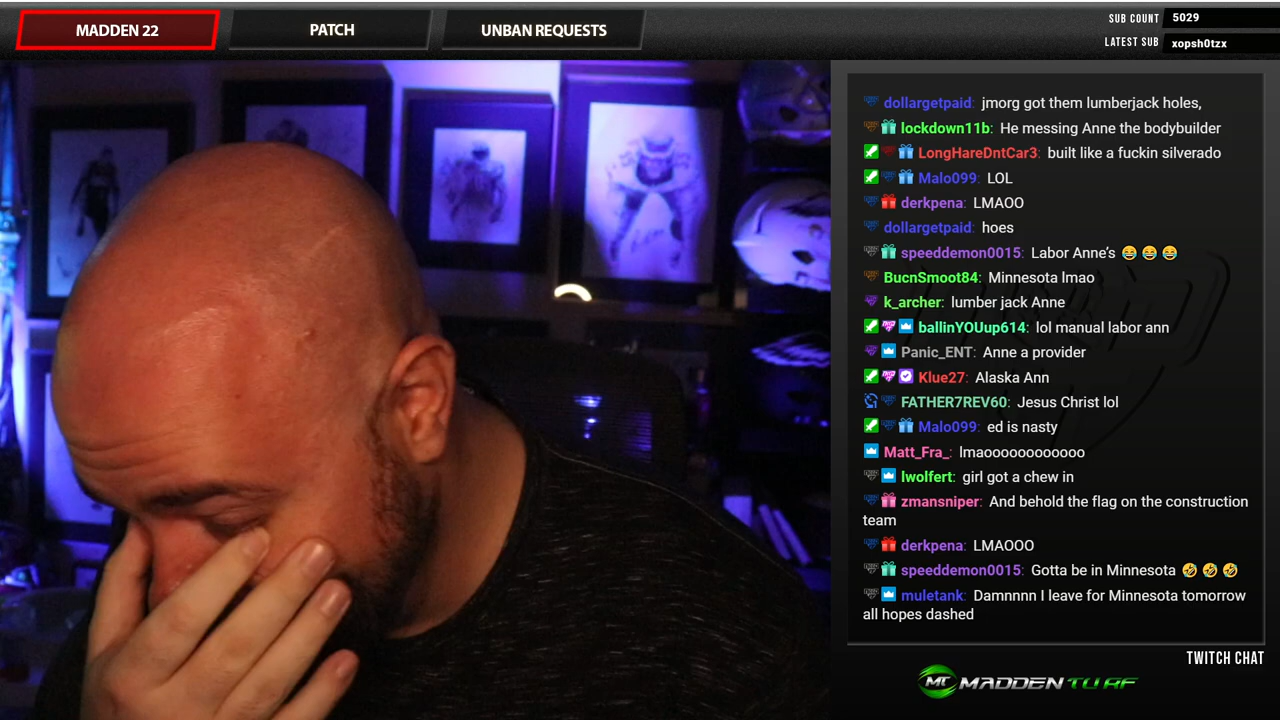 MADDEN 22
PATCH
UNBAN REQUESTS
SUB COUNT 5029
LATEST SUB xopsh0tzx
dollargetpaid: jmorg got them lumberjack holes,
lockdown11b: He messing Anne the bodybuilder
LongHareDntCar3: built like a fuckin silverado
Malo099: LOL
derkpena: LMAOO
dollargetpaid: hoes
speeddemon0015: Labor Anne's 😂 😂 😂
BucnSmoot84: Minnesota lmao
k_archer: lumber jack Anne
ballinYOUup614: lol manual labor ann
Panic_ENT: Anne a provider
Klue27: Alaska Ann
FATHER7REV60: Jesus Christ lol
Malo099: ed is nasty
Matt_Fra_: lmaoooooooooooo
lwolfert: girl got a chew in
zmansniper: And behold the flag on the construction
team
derkpena: LMAOOO
speeddemon0015: Gotta be in Minnesota 🤣 🤣 🤣
muletank: Damnnnn I leave for Minnesota tomorrow
all hopes dashed
TWITCH CHAT
MT MADDEN TURF